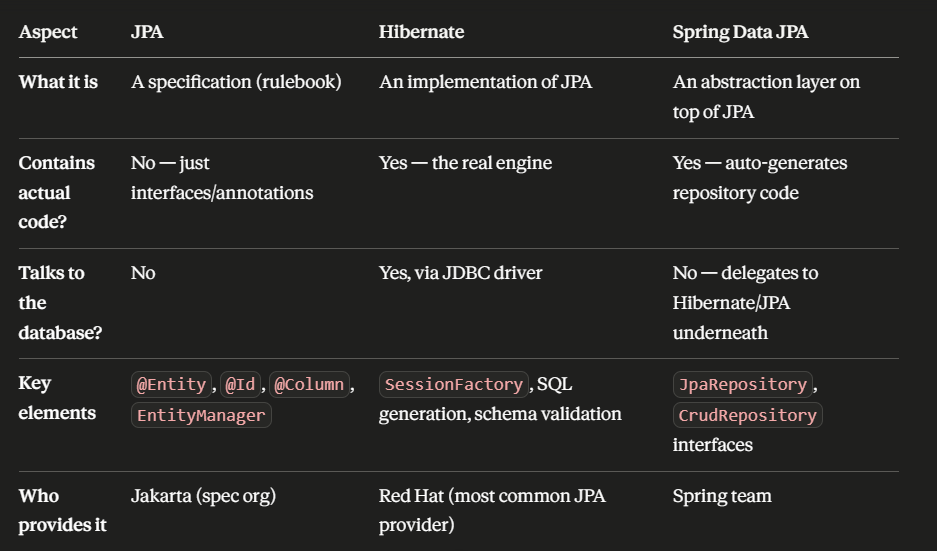 Aspect JPA Hibernate Spring Data JPA
What it is A specification (rulebook) An implementation of JPA An abstraction layer on
top of JPA
Contains No — just Yes — the real engine Yes — auto-generates
actual interfaces/annotations repository code
code?
Talks to No Yes, via JDBC driver No — delegates to
the Hibernate/JPA
database? underneath
Key @Entity, @Id, @Column, SessionFactory, SQL JpaRepository,
elements EntityManager generation, schema validation CrudRepository
interfaces
Who Jakarta (spec org) Red Hat (most common JPA Spring team
provides it provider)